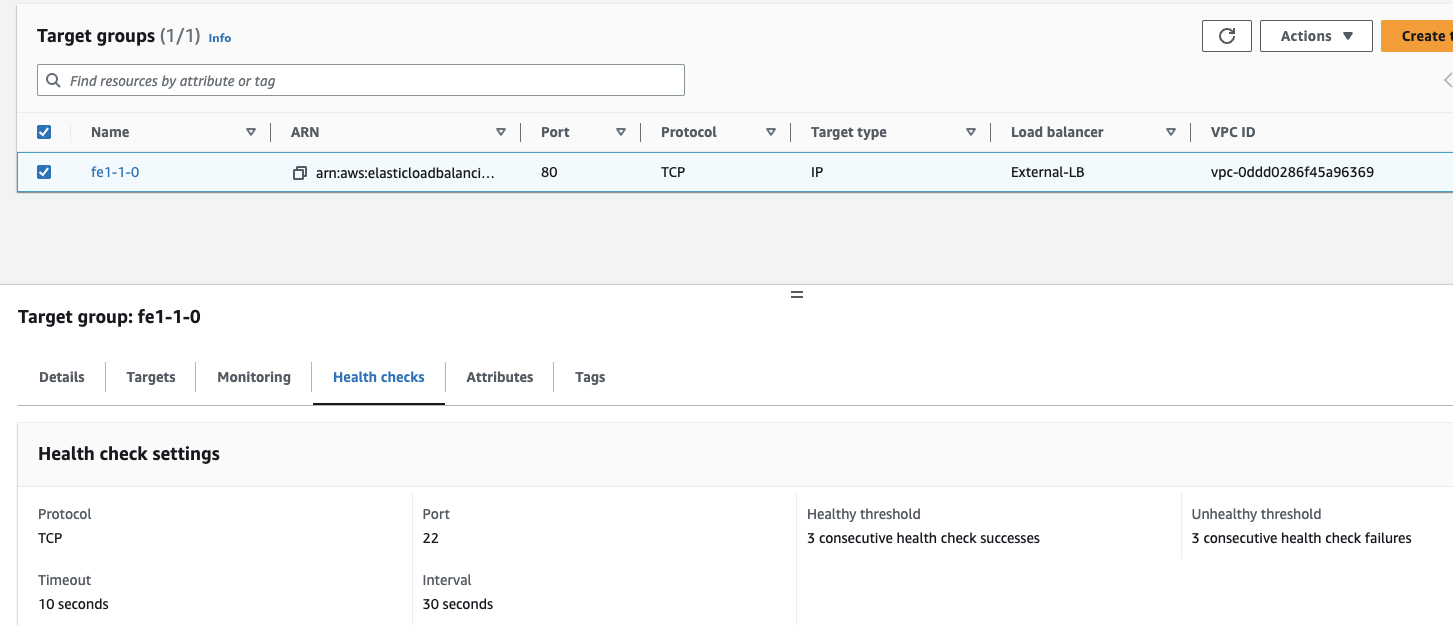 Target groups (1/1) Info
Actions
Create
Find resources by attribute or tag
Name ARN Port Protocol Target type Load balancer VPC ID
fe1-1-0 arn:aws:elasticloadbalanci... 80 TCP IP External-LB vpc-0ddd0286f45a96369
Target group: fe1-1-0
Details Targets Monitoring Health checks Attributes Tags
Health check settings
Protocol Port Healthy threshold Unhealthy threshold
TCP 22 3 consecutive health check successes 3 consecutive health check failures
Timeout Interval
10 seconds 30 seconds